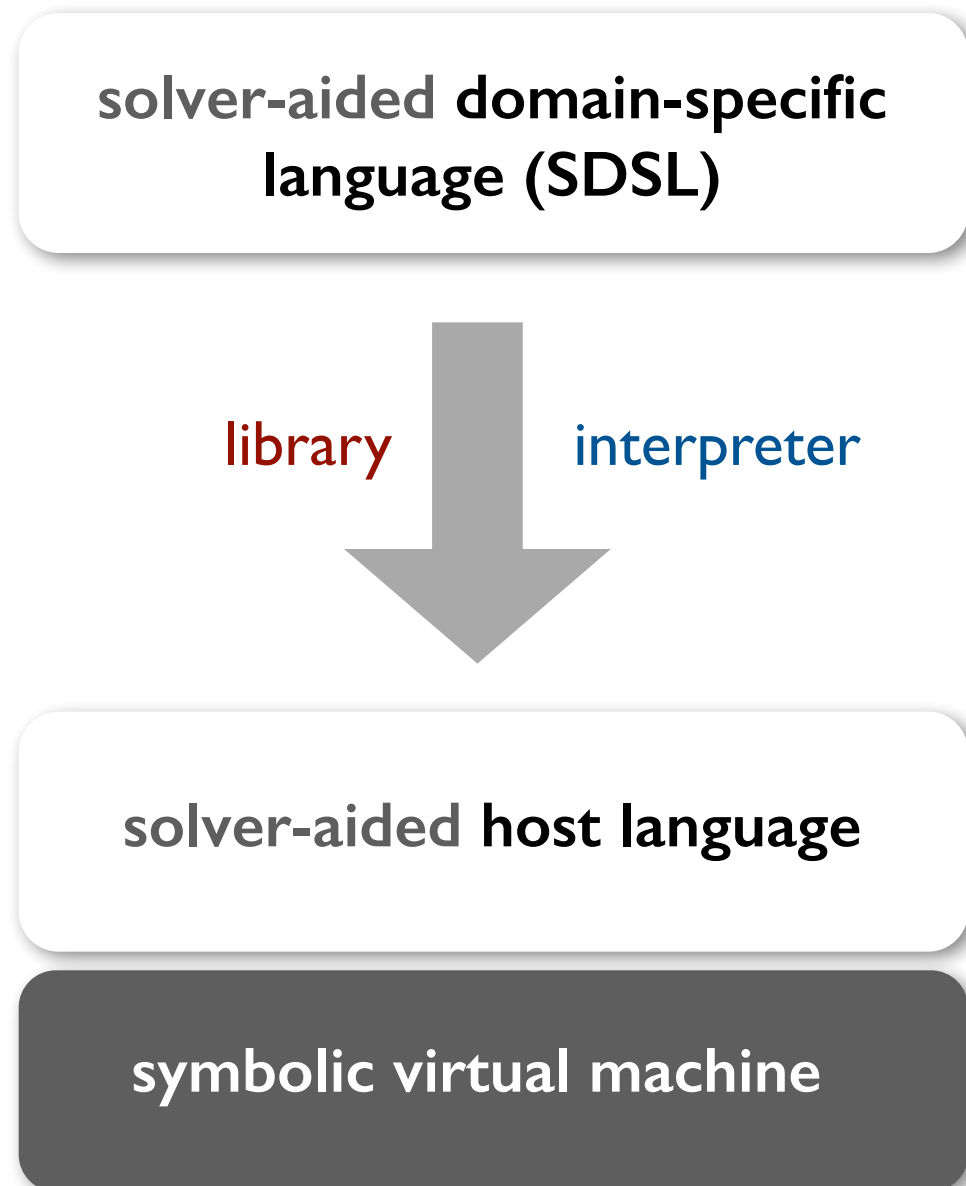 solver-aided domain-specific
language (SDSL)
library
interpreter
solver-aided host language
symbolic virtual machine